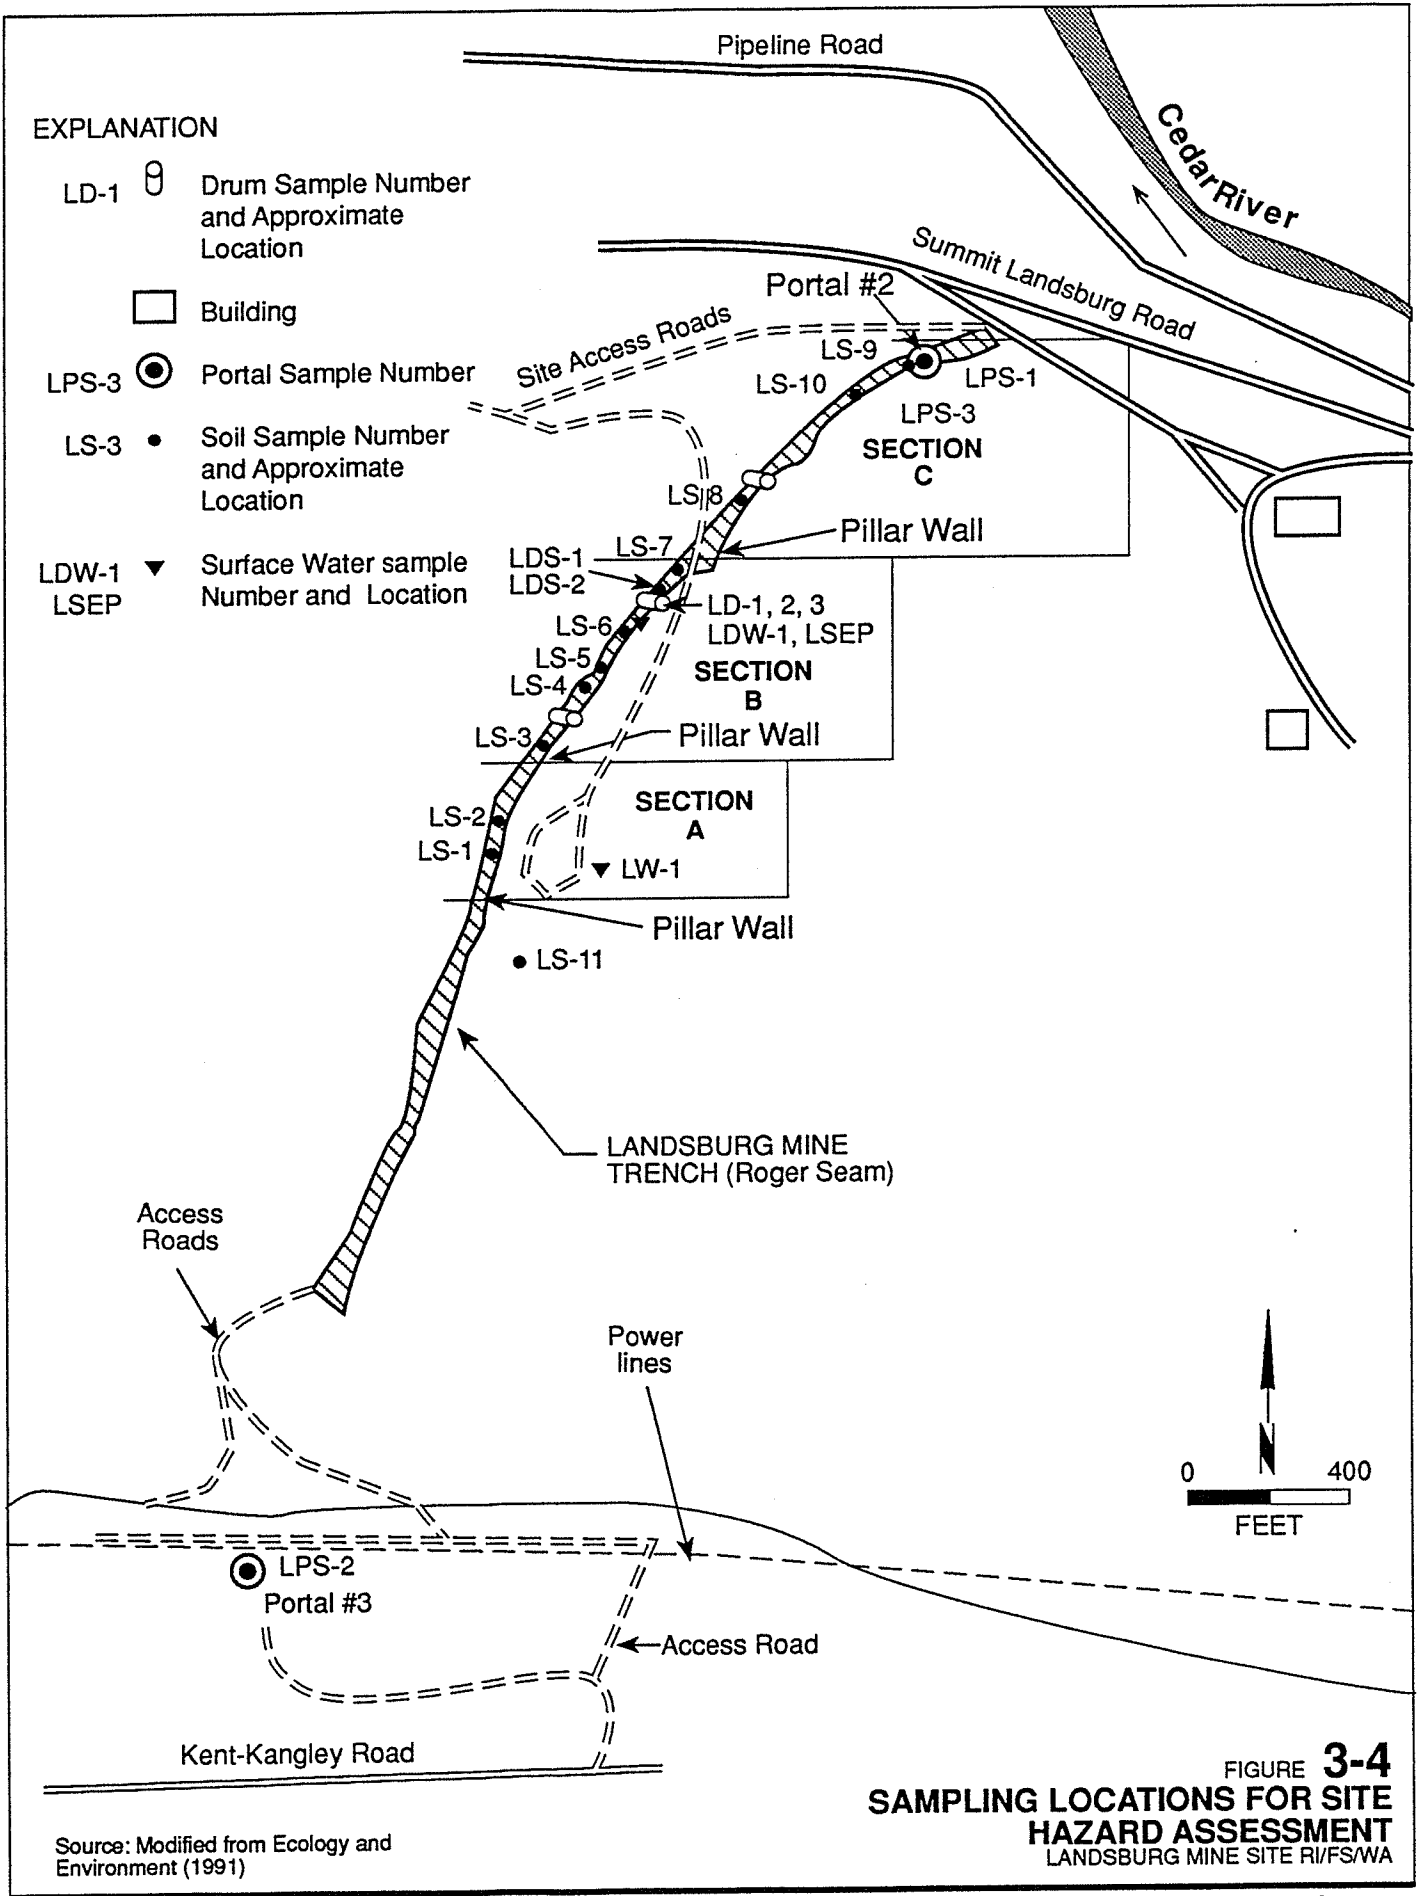 Pipeline Road
EXPLANATION
LD-1
Drum Sample Number
and Approximate
Location
Building
LPS-3
Portal Sample Number
LS-3
Soil Sample Number
and Approximate
Location
LDW-1
LSEP
Surface Water sample
Number and Location
Cedar River
Summit Landsburg Road
Portal #2
Site Access Roads
LS-9
LS-10
LPS-1
LPS-3
SECTION
C
LS-8
Pillar Wall
LS-7
LDS-1
LDS-2
LD-1, 2, 3
LDW-1, LSEP
LS-6
LS-5
LS-4
SECTION
B
LS-3
Pillar Wall
SECTION
A
LS-2
LS-1
LW-1
Pillar Wall
LS-11
LANDSBURG MINE
TRENCH (Roger Seam)
Access
Roads
Power
lines
N
0 400
FEET
LPS-2
Portal #3
Access Road
Kent-Kangley Road
FIGURE 3-4
SAMPLING LOCATIONS FOR SITE
HAZARD ASSESSMENT
LANDSBURG MINE SITE RI/FS/WA
Source: Modified from Ecology and
Environment (1991)